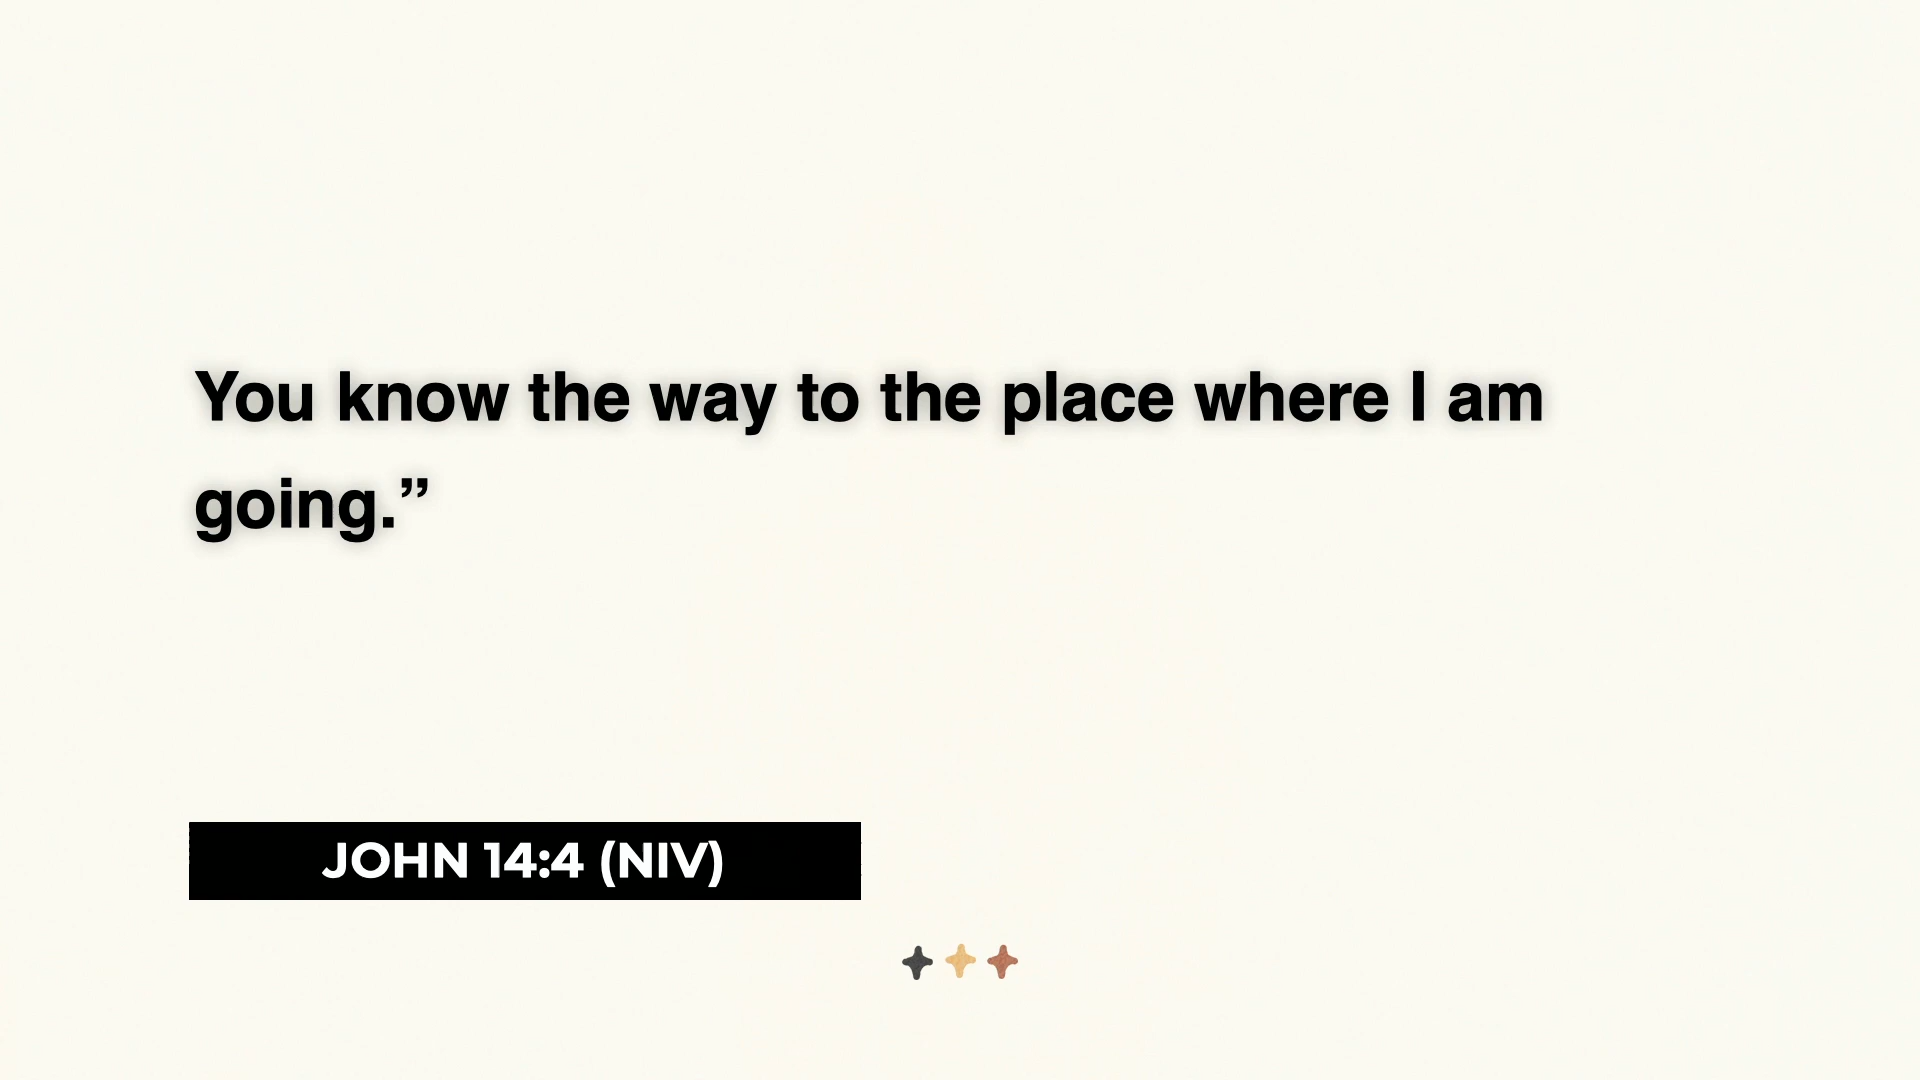 You know the way to the place where I am
going.”
JOHN 14:4 (NIV)